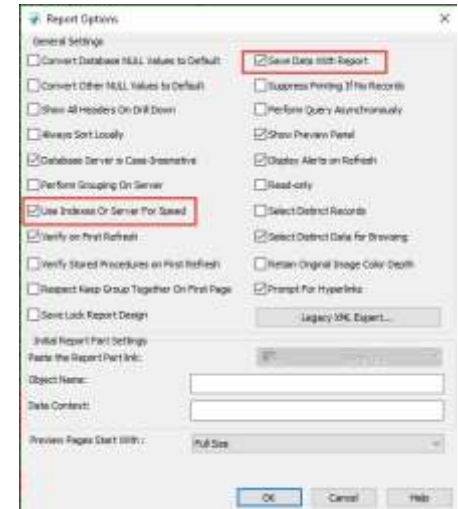 Report Options
General Settings
Convert Database NULL Values to Default
Save Data With Report
Convert Other NULL Values to Default
Suppress Printing If No Records
Show All Headers On Drill Down
Perform Query Asynchronously
Always Sort Locally
Show Preview Panel
Database Server is Case-Insensitive
Display Alerts on Refresh
Perform Grouping On Server
Read-only
Use Indexes Or Server For Speed
Select Distinct Records
Verify on First Refresh
Select Distinct Data for Browsing
Verify Stored Procedures on First Refresh
Retain Original Image Color Depth
Respect Keep Group Together On First Page
Prompt For Hyperlinks
Save Lock Report Design
Legacy XML Expert...
Initial Report Part Settings
Paste the Report Part link:
Object Name:
Data Context:
Preview Pages Start With :
Full Size
OK
Cancel
Help